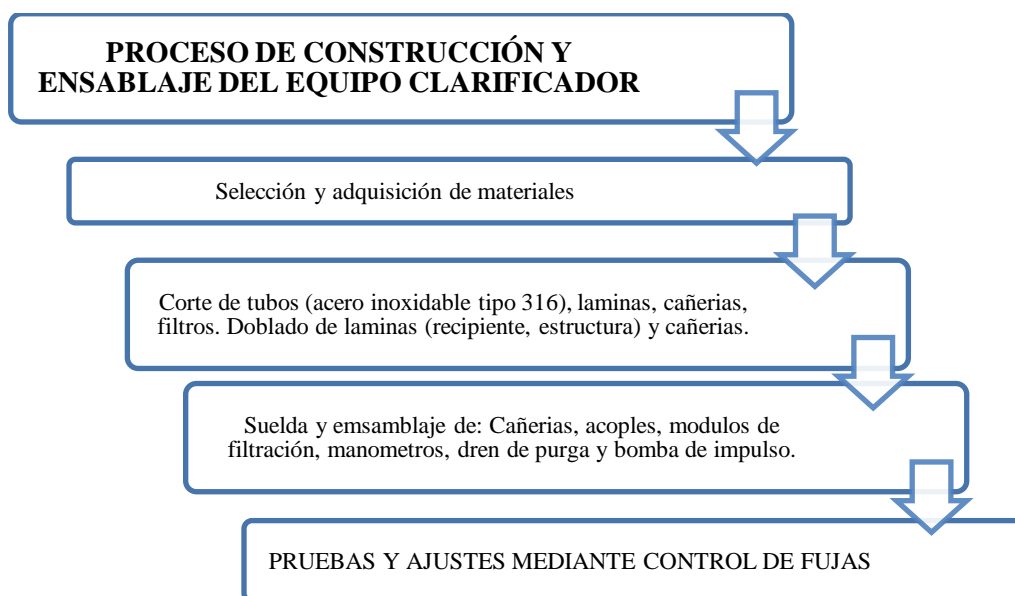 PROCESO DE CONSTRUCCIÓN Y
ENSABLAJE DEL EQUIPO CLARIFICADOR
Selección y adquisición de materiales
Corte de tubos (acero inoxidable tipo 316), laminas, cañerias,
filtros. Doblado de laminas (recipiente, estructura) y cañerias.
Suelda y emsamblaje de: Cañerias, acoples, modulos de
filtración, manometros, dren de purga y bomba de impulso.
PRUEBAS Y AJUSTES MEDIANTE CONTROL DE FUJAS